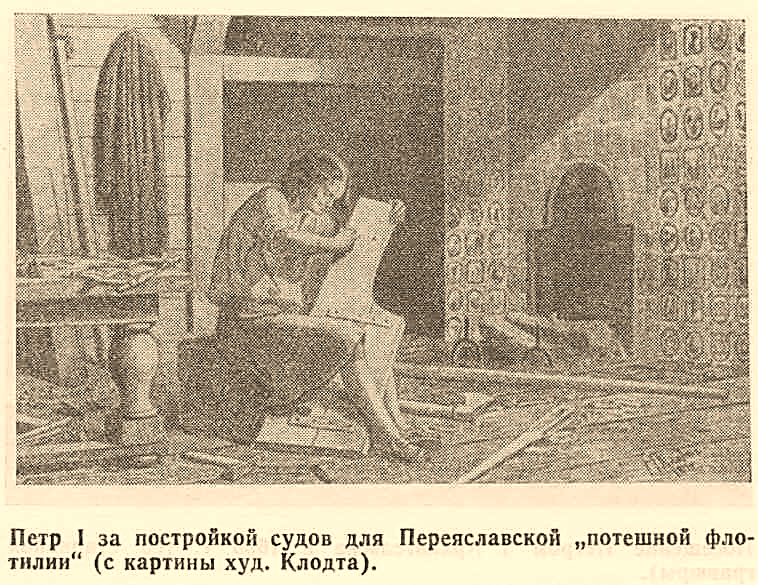 Петр I за постройкой судов для Переяславской „потешной фло-
тилии“ (с картины худ. Клодта).